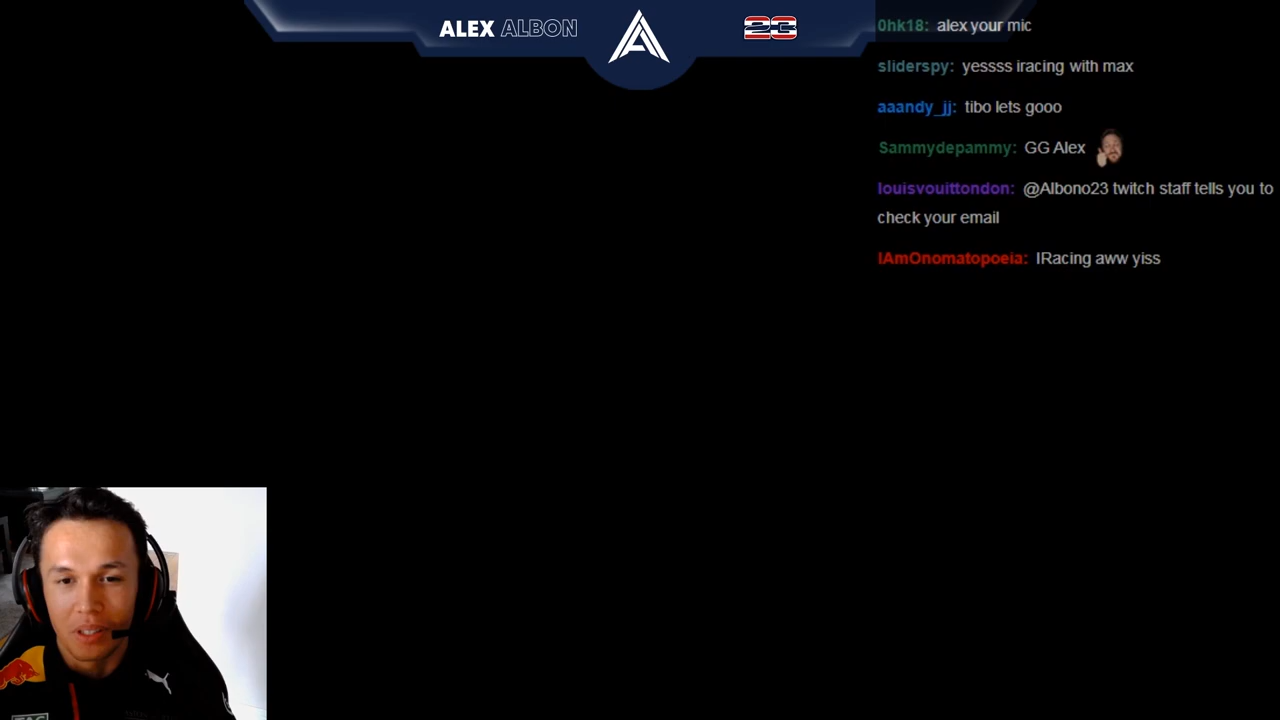 ALEX ALBON
23
0hk18: alex your mic
sliderspy: yessss iracing with max
aaandy_jj: tibo lets gooo
Sammydepammy: GG Alex
louisvouittondon: @Albono23 twitch staff tells you to
check your email
IAmOnomatopoeia: IRacing aww yiss
TAG